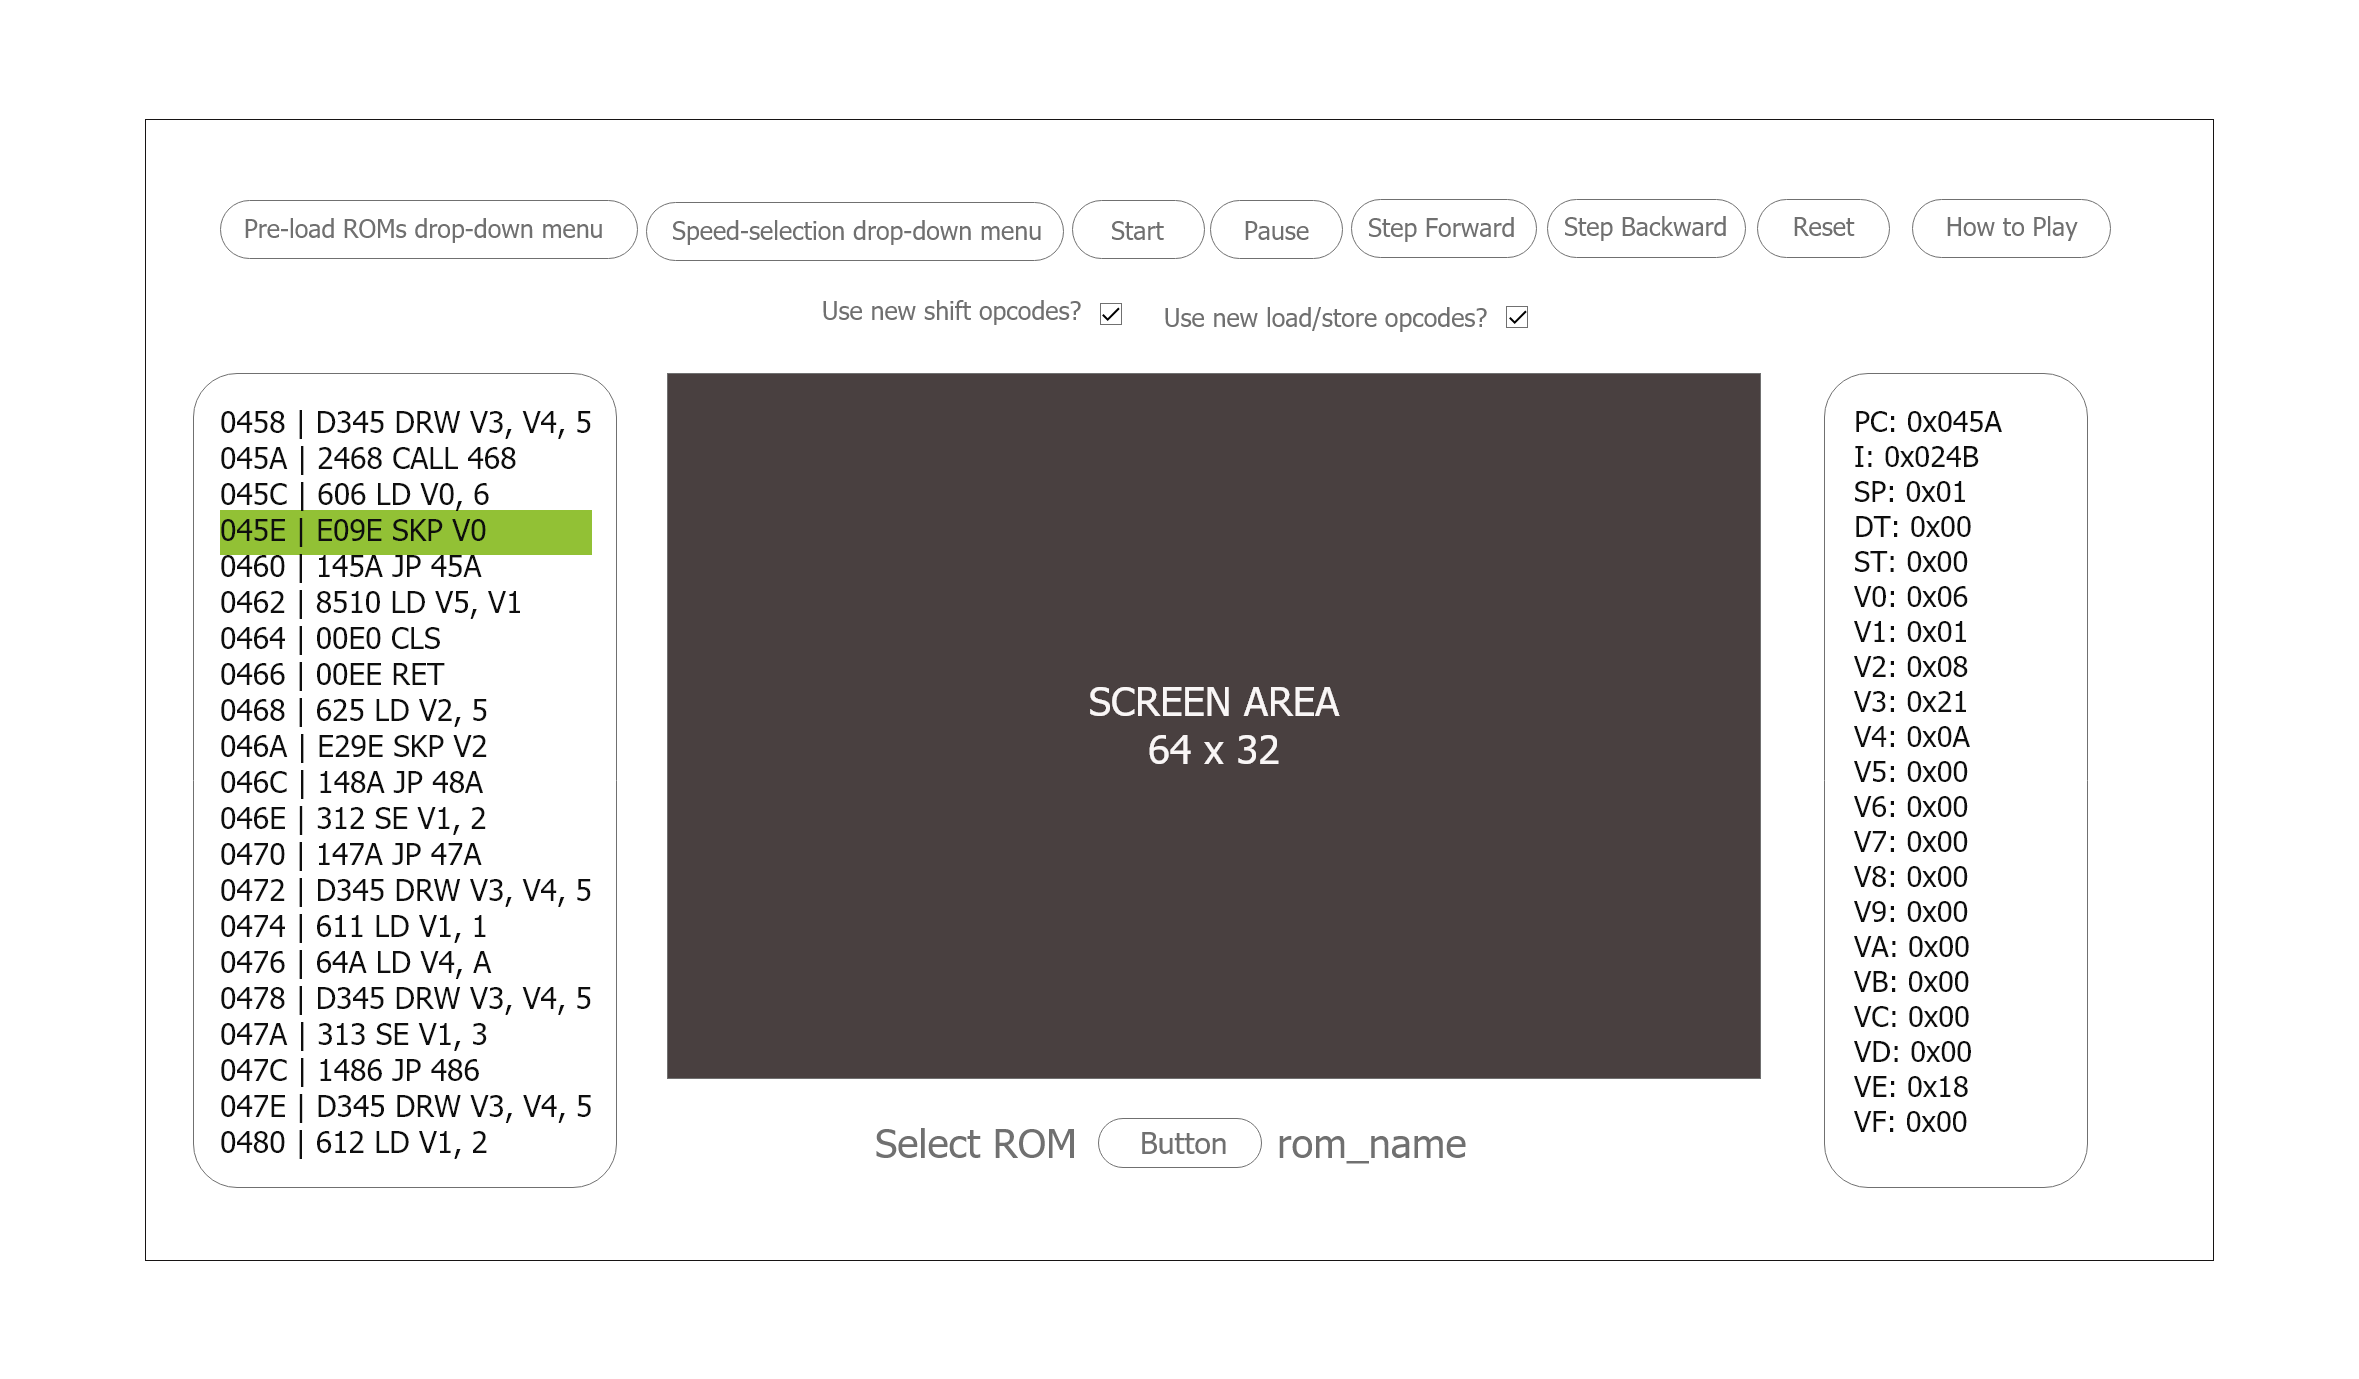 Pre-load ROMs drop-down menu
Speed-selection drop-down menu
Start
Pause
Step Forward
Step Backward
Reset
How to Play
Use new shift opcodes?
Use new load/store opcodes?
0458 | D345 DRW V3, V4, 5
045A | 2468 CALL 468
045C | 606 LD V0, 6
045E | E09E SKP V0
0460 | 145A JP 45A
0462 | 8510 LD V5, V1
0464 | 00E0 CLS
0466 | 00EE RET
0468 | 625 LD V2, 5
046A | E29E SKP V2
046C | 148A JP 48A
046E | 312 SE V1, 2
0470 | 147A JP 47A
0472 | D345 DRW V3, V4, 5
0474 | 611 LD V1, 1
0476 | 64A LD V4, A
0478 | D345 DRW V3, V4, 5
047A | 313 SE V1, 3
047C | 1486 JP 486
047E | D345 DRW V3, V4, 5
0480 | 612 LD V1, 2
SCREEN AREA
64 x 32
Select ROM
Button
rom_name
PC: 0x045A
I: 0x024B
SP: 0x01
DT: 0x00
ST: 0x00
V0: 0x06
V1: 0x01
V2: 0x08
V3: 0x21
V4: 0x0A
V5: 0x00
V6: 0x00
V7: 0x00
V8: 0x00
V9: 0x00
VA: 0x00
VB: 0x00
VC: 0x00
VD: 0x00
VE: 0x18
VF: 0x00